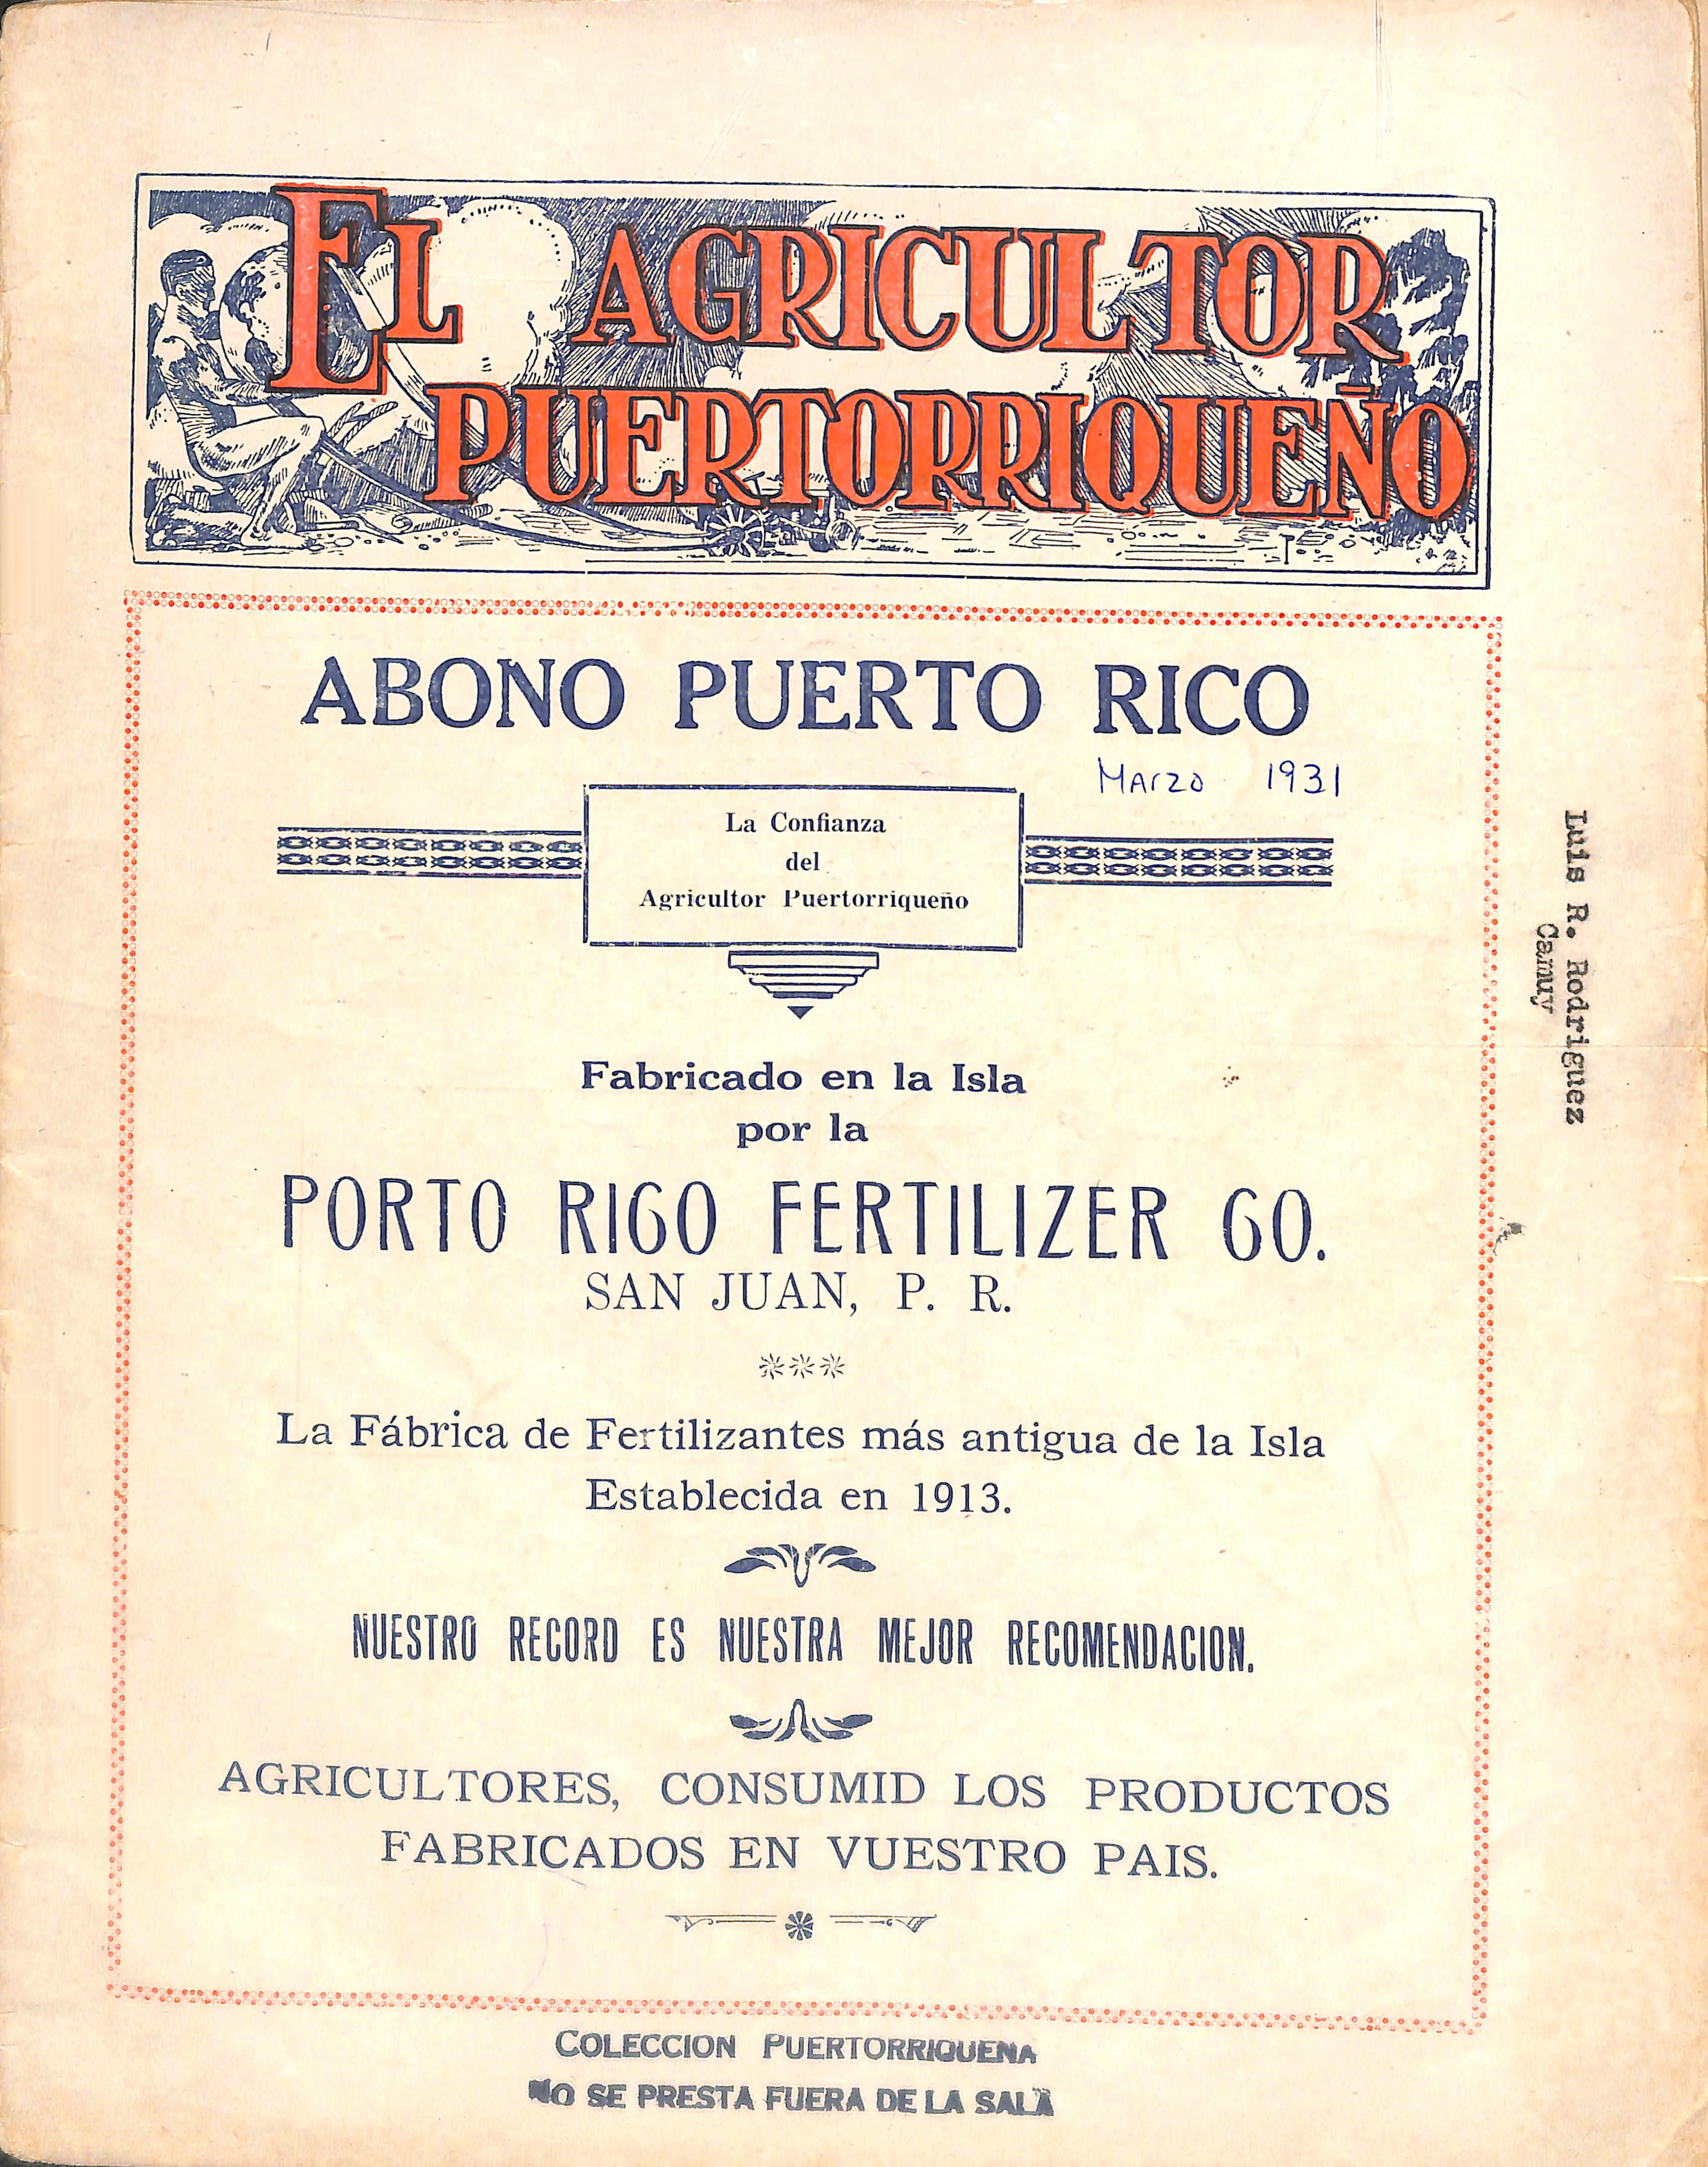 EL AGRICULTOR
PUERTORRIQUEÑO
ABONO PUERTO RICO
Marzo 1931
La Confianza
del
Agricultor Puertorriqueño
Fabricado en la Isla
por la
PORTO RICO FERTILIZER CO.
SAN JUAN, P. R.
La Fábrica de Fertilizantes más antigua de la Isla
Establecida en 1913.
NUESTRO RECORD ES NUESTRA MEJOR RECOMENDACION.
AGRICULTORES, CONSUMID LOS PRODUCTOS
FABRICADOS EN VUESTRO PAIS.
COLECCION PUERTORRIQUENA
NO SE PRESTA FUERA DE LA SALA
Luis R. Rodriguez
Camuy